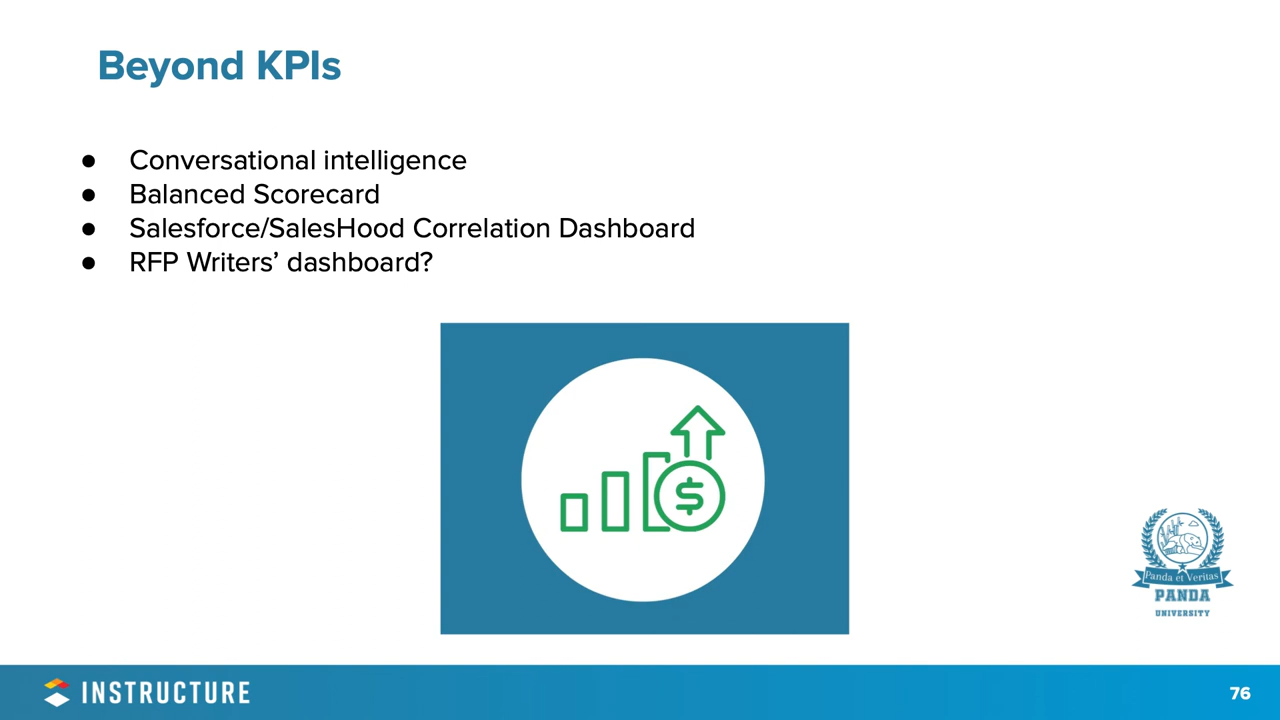 Beyond KPIs
● Conversational intelligence
● Balanced Scorecard
● Salesforce/SalesHood Correlation Dashboard
● RFP Writers’ dashboard?
$
Panda et Veritas
PANDA
UNIVERSITY
INSTRUCTURE
76